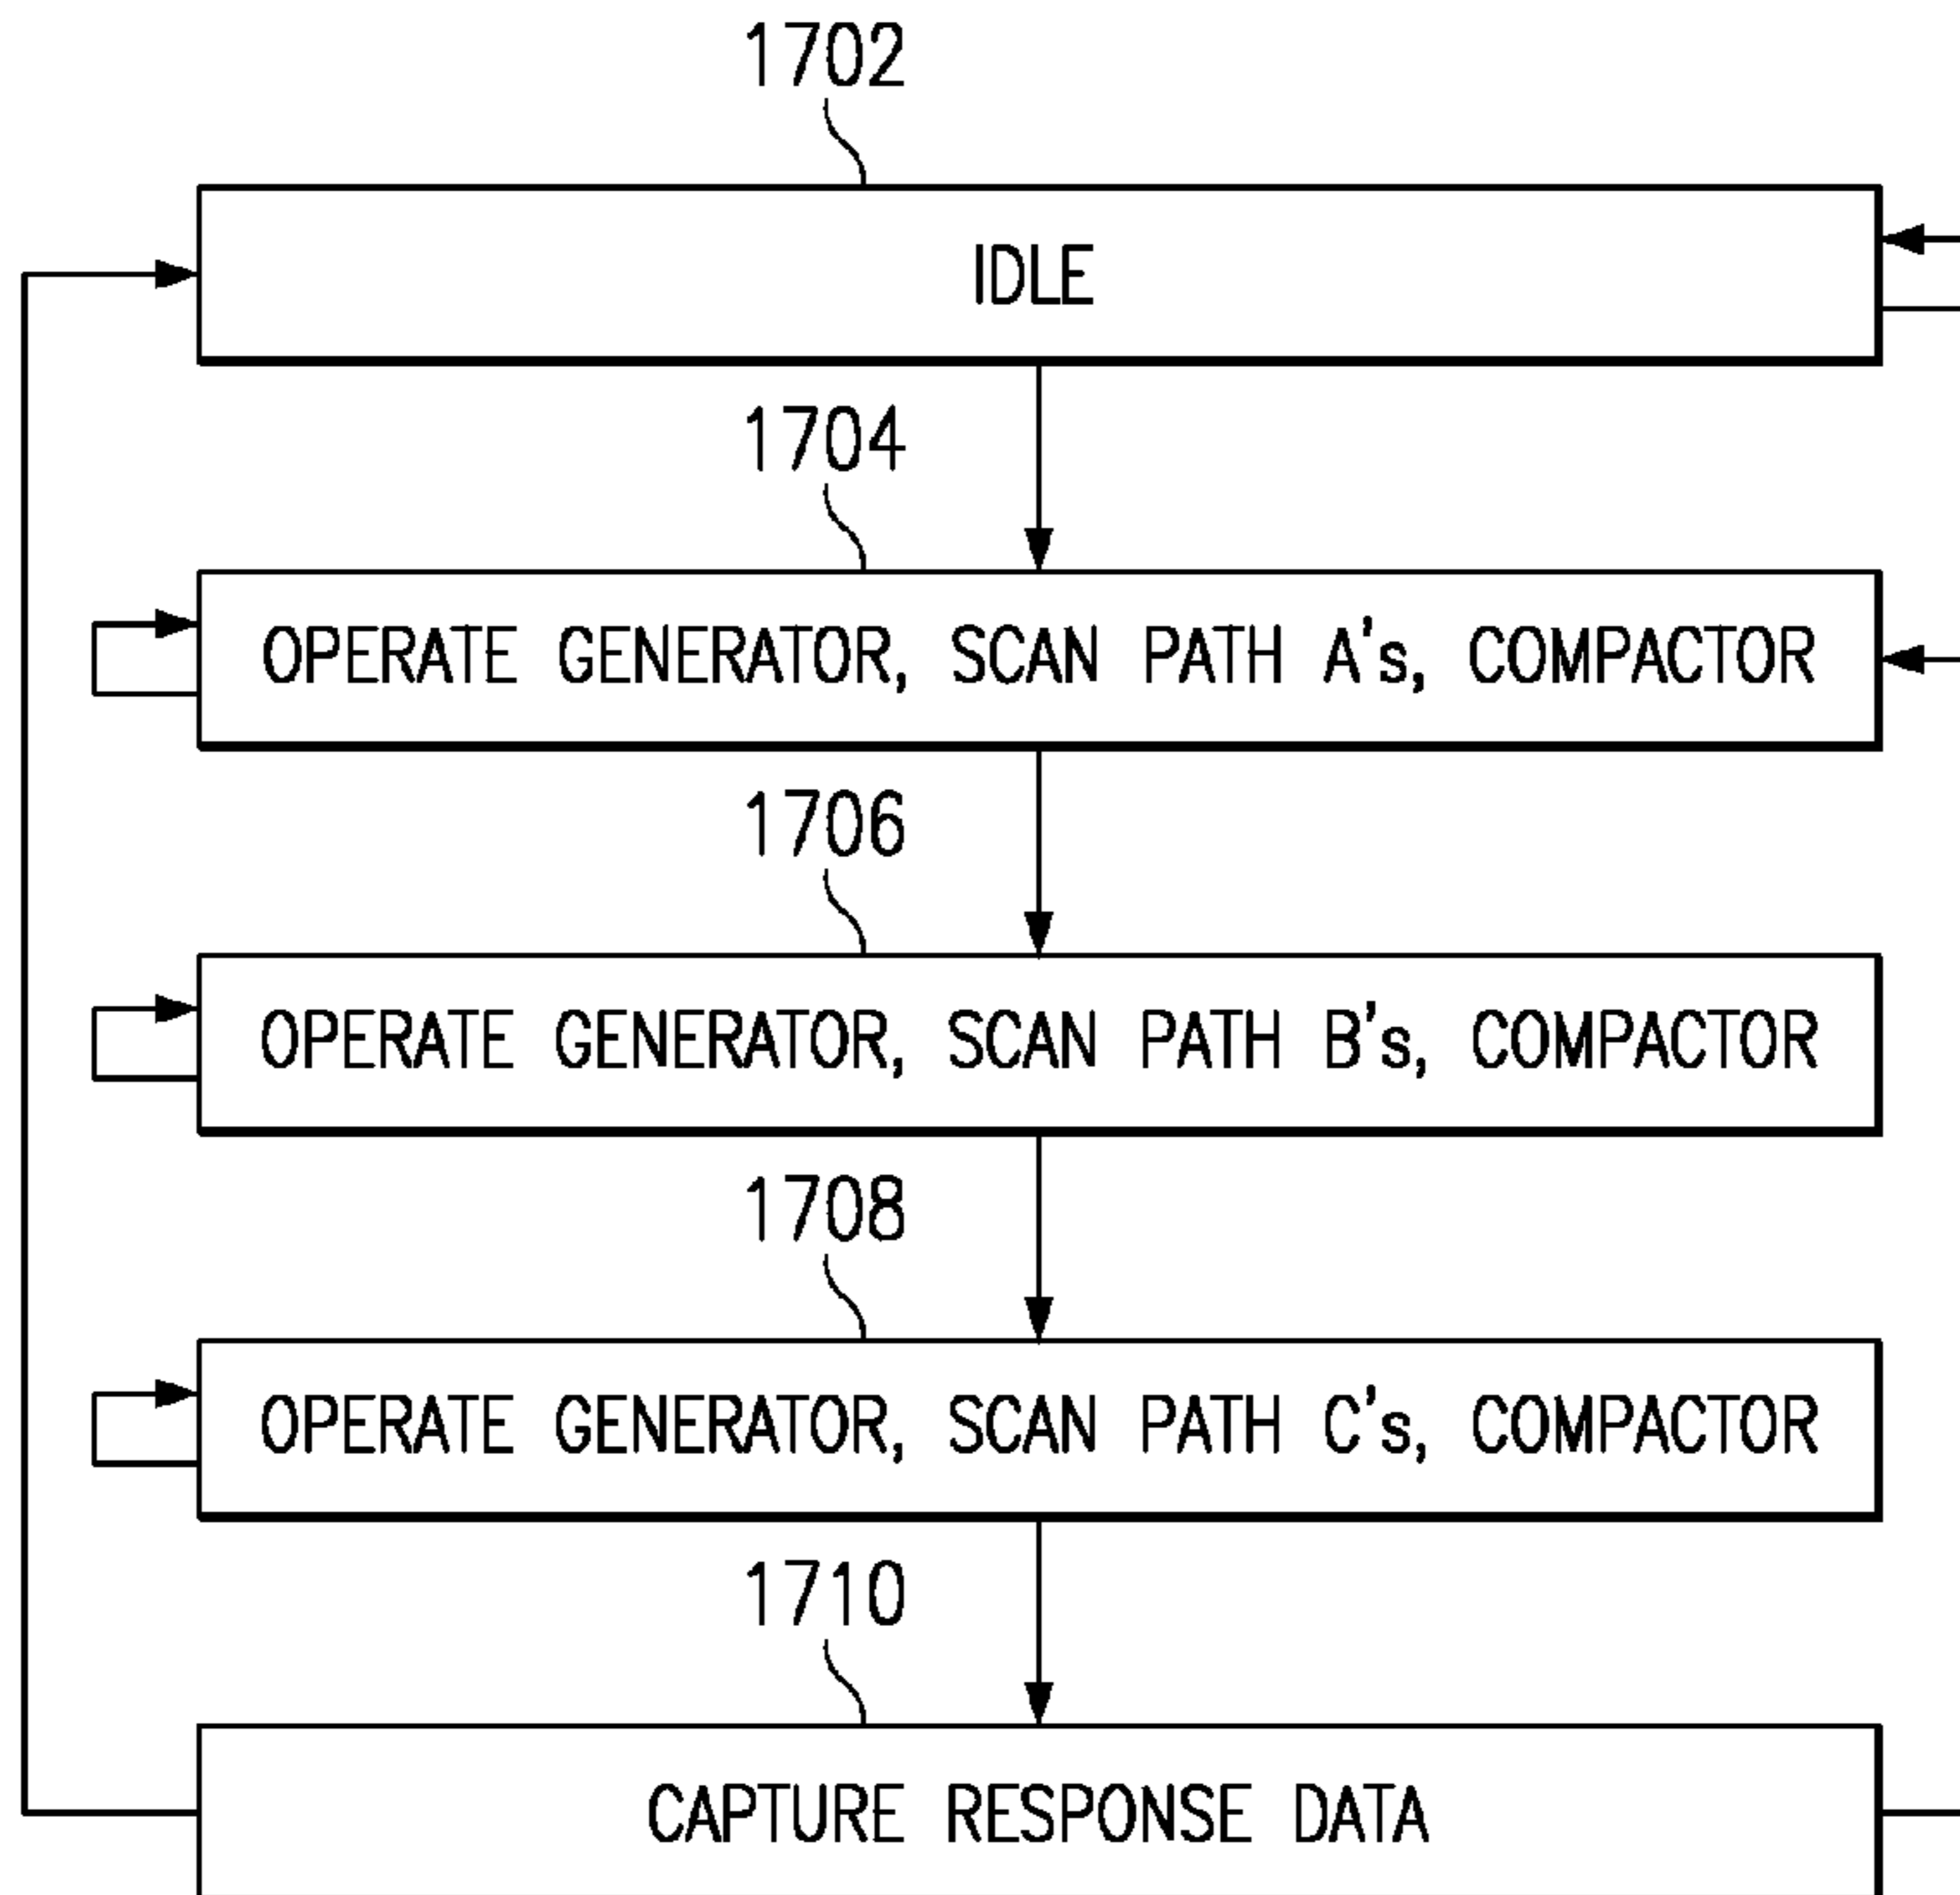 1702
IDLE
1704
OPERATE GENERATOR, SCAN PATH A's, COMPACTOR
1706
OPERATE GENERATOR, SCAN PATH B's, COMPACTOR
1708
OPERATE GENERATOR, SCAN PATH C's, COMPACTOR
1710
CAPTURE RESPONSE DATA